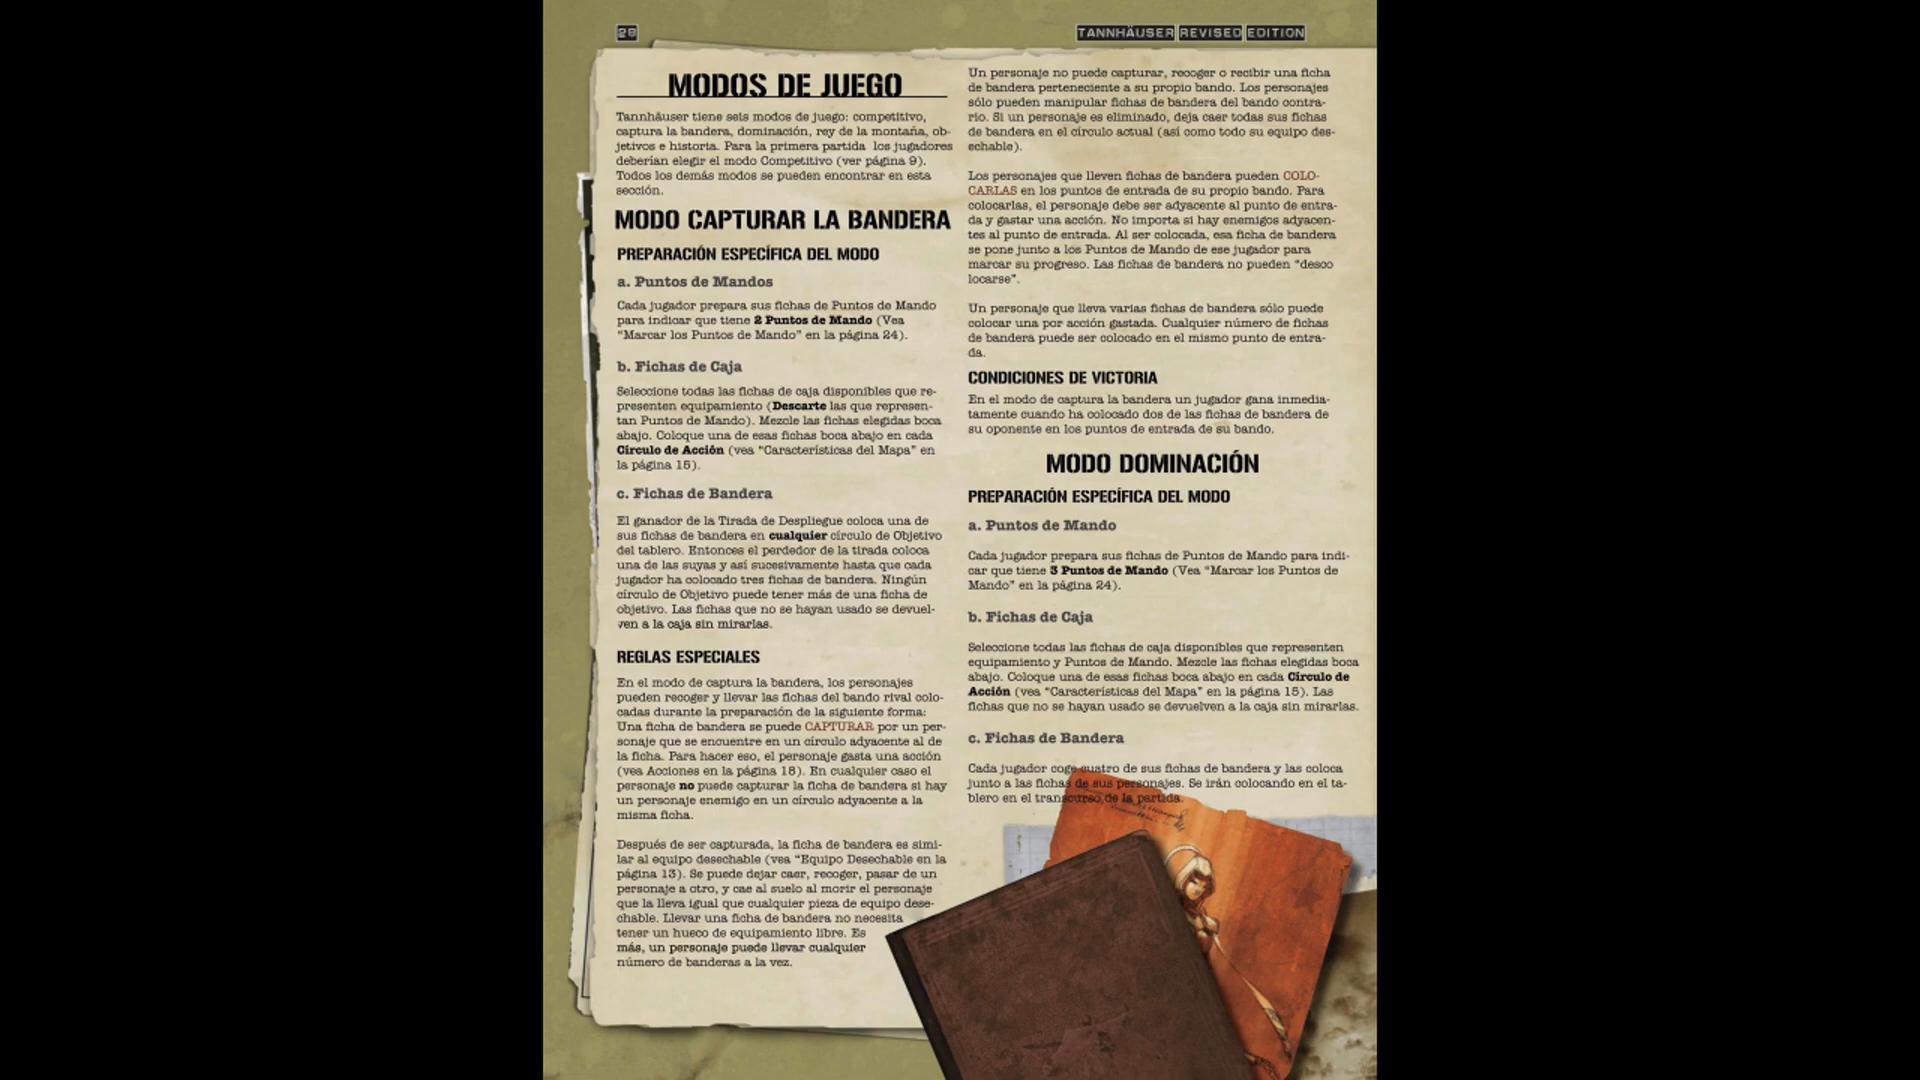 28
TANNHÄUSER REVISED EDITION
MODOS DE JUEGO
Tannhäuser tiene seis modos de juego: competitivo,
captura la bandera, dominación, rey de la montaña, ob-
jetivos e historia. Para la primera partida los jugadores
deberían elegir el modo Competitivo (ver página 9).
Todos los demás modos se pueden encontrar en esta
sección.
MODO CAPTURAR LA BANDERA
PREPARACIÓN ESPECÍFICA DEL MODO
a. Puntos de Mandos
Cada jugador prepara sus fichas de Puntos de Mando
para indicar que tiene 2 Puntos de Mando (Vea
"Marcar los Puntos de Mando" en la página 24).
b. Fichas de Caja
Seleccione todas las fichas de caja disponibles que re-
presenten equipamiento (Descarte las que represen-
tan Puntos de Mando). Mezcle las fichas elegidas boca
abajo. Coloque una de esas fichas boca abajo en cada
Círculo de Acción (vea "Características del Mapa" en
la página 15).
c. Fichas de Bandera
El ganador de la Tirada de Despliegue coloca una de
sus fichas de bandera en cualquier círculo de Objetivo
del tablero. Entonces el perdedor de la tirada coloca
una de las suyas y así sucesivamente hasta que cada
jugador ha colocado tres fichas de bandera. Ningún
círculo de Objetivo puede tener más de una ficha de
objetivo. Las fichas que no se hayan usado se devuel-
ven a la caja sin mirarlas.
REGLAS ESPECIALES
En el modo de captura la bandera, los personajes
pueden recoger y llevar las fichas del bando rival colo-
cadas durante la preparación de la siguiente forma:
Una ficha de bandera se puede CAPTURAR por un per-
sonaje que se encuentre en un círculo adyacente al de
la ficha. Para hacer eso, el personaje gasta una acción
(vea Acciones en la página 18). En cualquier caso el
personaje no puede capturar la ficha de bandera si hay
un personaje enemigo en un círculo adyacente a la
misma ficha.
Después de ser capturada, la ficha de bandera es simi-
lar al equipo desechable (vea "Equipo Desechable en la
página 13). Se puede dejar caer, recoger, pasar de un
personaje a otro, y cae al suelo al morir el personaje
que la lleva igual que cualquier pieza de equipo dese-
chable. Llevar una ficha de bandera no necesita
tener un hueco de equipamiento libre. Es
más, un personaje puede llevar cualquier
número de banderas a la vez.
Un personaje no puede capturar, recoger o recibir una ficha
de bandera perteneciente a su propio bando. Los personajes
sólo pueden manipular fichas de bandera del bando contra-
rio. Si un personaje es eliminado, deja caer todas sus fichas
de bandera en el círculo actual (así como todo su equipo des-
echable).
Los personajes que lleven fichas de bandera pueden COLO-
CARLAS en los puntos de entrada de su propio bando. Para
colocarlas, el personaje debe ser adyacente al punto de entra-
da y gastar una acción. No importa si hay enemigos adyacen-
tes al punto de entrada. Al ser colocada, esa ficha de bandera
se pone junto a los Puntos de Mando de ese jugador para
marcar su progreso. Las fichas de bandera no pueden "desco
locarse".
Un personaje que lleva varias fichas de bandera sólo puede
colocar una por acción gastada. Cualquier número de fichas
de bandera puede ser colocado en el mismo punto de entra-
da.
CONDICIONES DE VICTORIA
En el modo de captura la bandera un jugador gana inmedia-
tamente cuando ha colocado dos de las fichas de bandera de
su oponente en los puntos de entrada de su bando.
MODO DOMINACIÓN
PREPARACIÓN ESPECÍFICA DEL MODO
a. Puntos de Mando
Cada jugador prepara sus fichas de Puntos de Mando para indi-
car que tiene 3 Puntos de Mando (Vea "Marcar los Puntos de
Mando" en la página 24).
b. Fichas de Caja
Seleccione todas las fichas de caja disponibles que representen
equipamiento y Puntos de Mando. Mezcle las fichas elegidas boca
abajo. Coloque una de esas fichas boca abajo en cada Círculo de
Acción (vea "Características del Mapa" en la página 15). Las
fichas que no se hayan usado se devuelven a la caja sin mirarlas.
c. Fichas de Bandera
Cada jugador coge cuatro de sus fichas de bandera y las coloca
junto a las fichas de sus personajes. Se irán colocando en el ta-
blero en el transcurso de la partida.